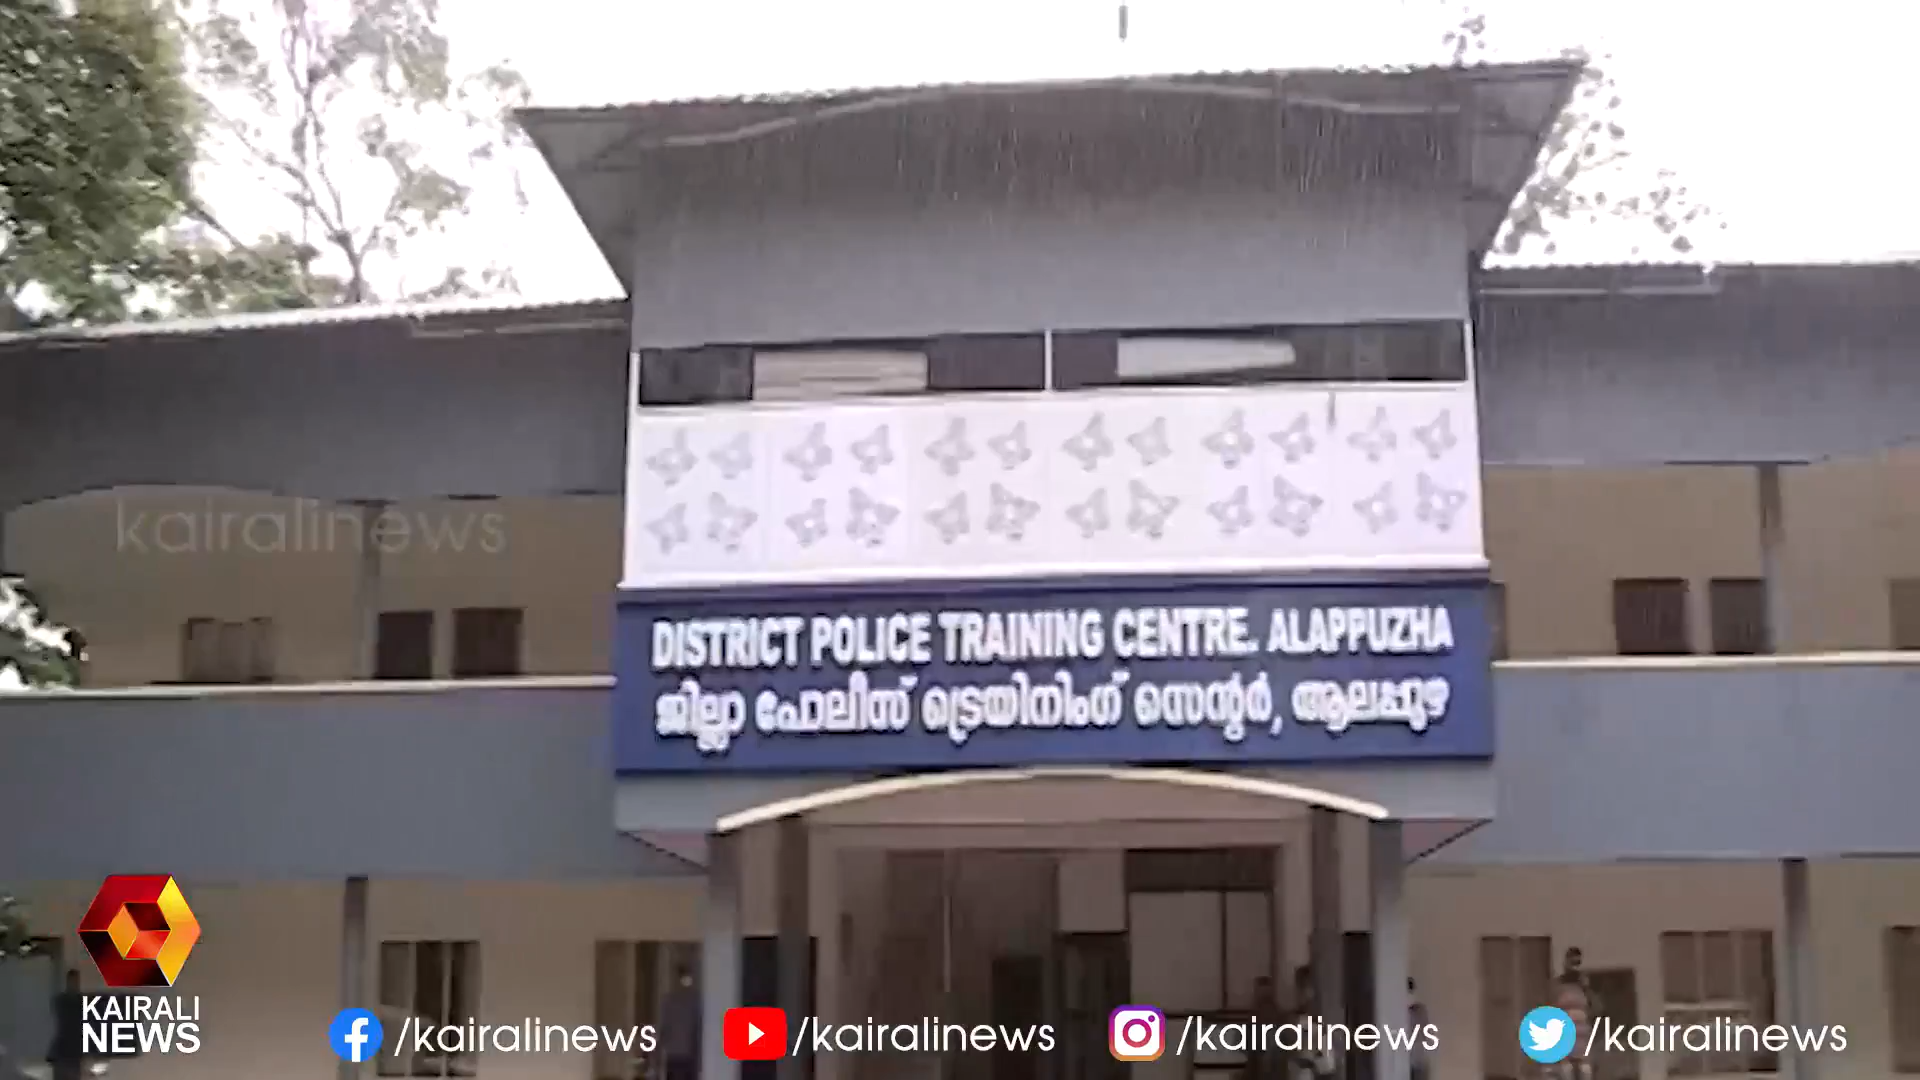 kairalinews
DISTRICT POLICE TRAINING CENTRE. ALAPPUZHA
ജില്ലാ പോലീസ് ട്രെയിനിംഗ് സെന്റർ, ആലപ്പുഴ
KAIRALI
NEWS
/kairalinews
/kairalinews
/kairalinews
/kairalinews